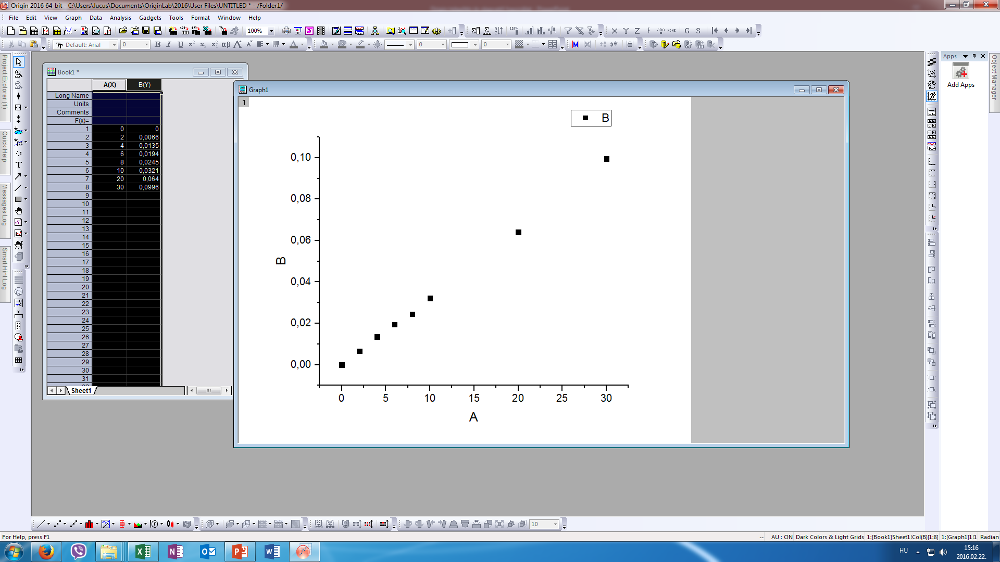 Origin 2016 64-bit - C:\Users\Jucus\Documents\OriginLab\2016\User Files\UNTITLED * - /Folder1/
File Edit View Graph Data Analysis Gadgets Tools Format Window Help
100%
X Y Z
G S
Default: Arial 0 B I U αβ A A A 0 0
M
Project Explorer (1)
Quick Help
Messages Log
Smart Hint Log
Book1 *
A(X) B(Y)
Long Name
Units
Comments
F(x)=
1 0 0
2 2 0,0066
3 4 0,0135
4 6 0,0194
5 8 0,0245
6 10 0,0321
7 20 0,064
8 30 0,0996
9
10
11
12
13
14
15
16
17
18
19
20
21
22
23
24
25
26
27
28
29
30
31
Sheet1
Graph1
1
B
0,10
0,08
0,06
0,04
0,02
0,00
B
0 5 10 15 20 25 30
A
Apps
Add Apps
Object Manager
10
For Help, press F1
-- AU : ON Dark Colors & Light Grids 1:[Book1]Sheet1!Col(B)[1:8] 1:[Graph1]1!1 Radian
HU
15:16
2016.02.22.